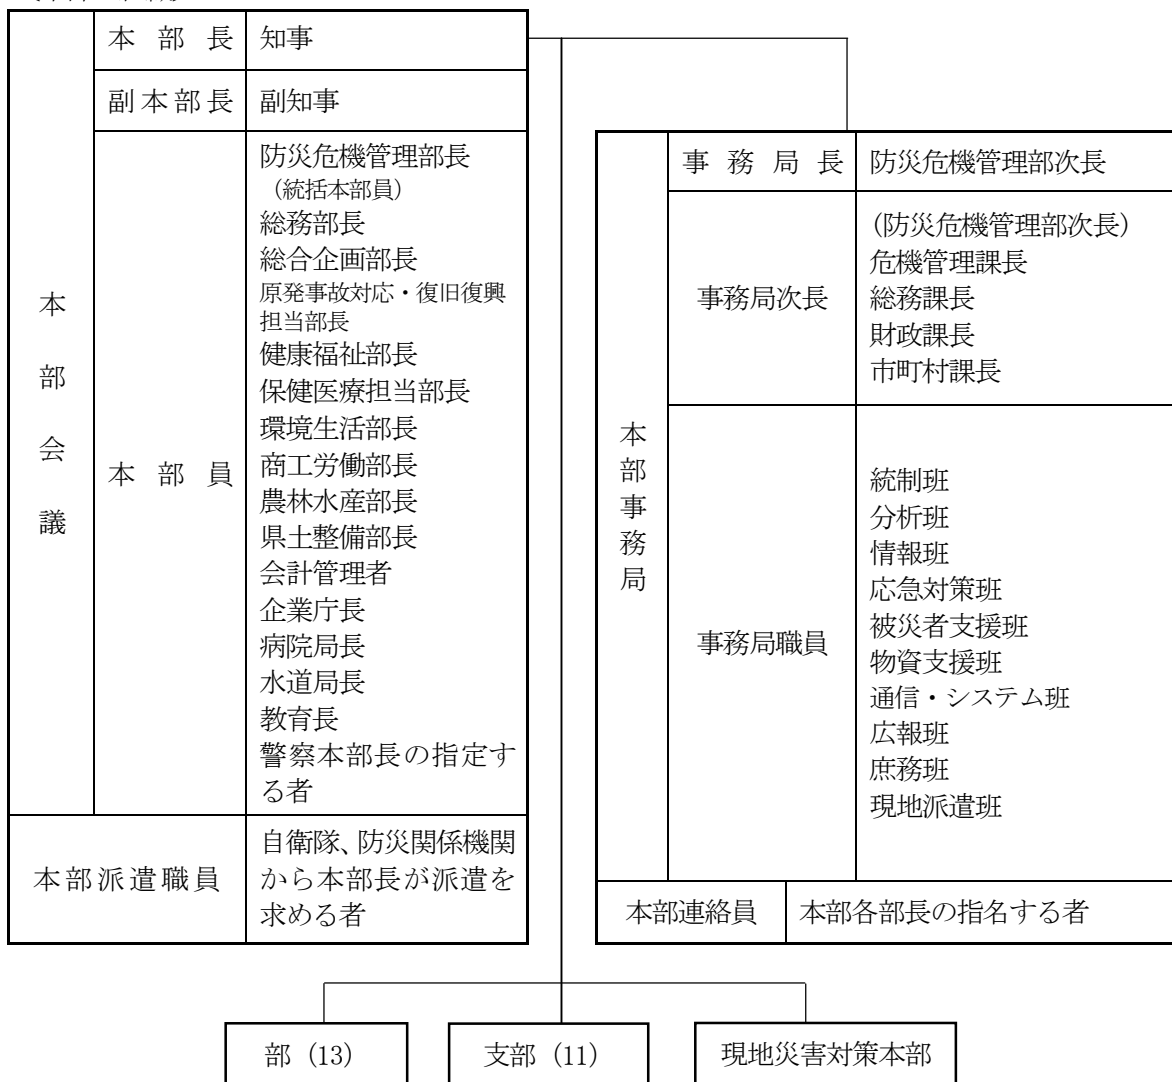 本部会議
本部長
知事
副本部長
副知事
本部員
防災危機管理部長
（統括本部員）
総務部長
総合企画部長
原発事故対応・復旧復興
担当部長
健康福祉部長
保健医療担当部長
環境生活部長
商工労働部長
農林水産部長
県土整備部長
会計管理者
企業庁長
病院局長
水道局長
教育長
警察本部長の指定す
る者
本部派遣職員
自衛隊、防災関係機関
から本部長が派遣を
求める者
本部事務局
事務局長
防災危機管理部次長
事務局次長
(防災危機管理部次長)
危機管理課長
総務課長
財政課長
市町村課長
事務局職員
統制班
分析班
情報班
応急対策班
被災者支援班
物資支援班
通信・システム班
広報班
庶務班
現地派遣班
本部連絡員
本部各部長の指名する者
部 (13)
支部 (11)
現地災害対策本部